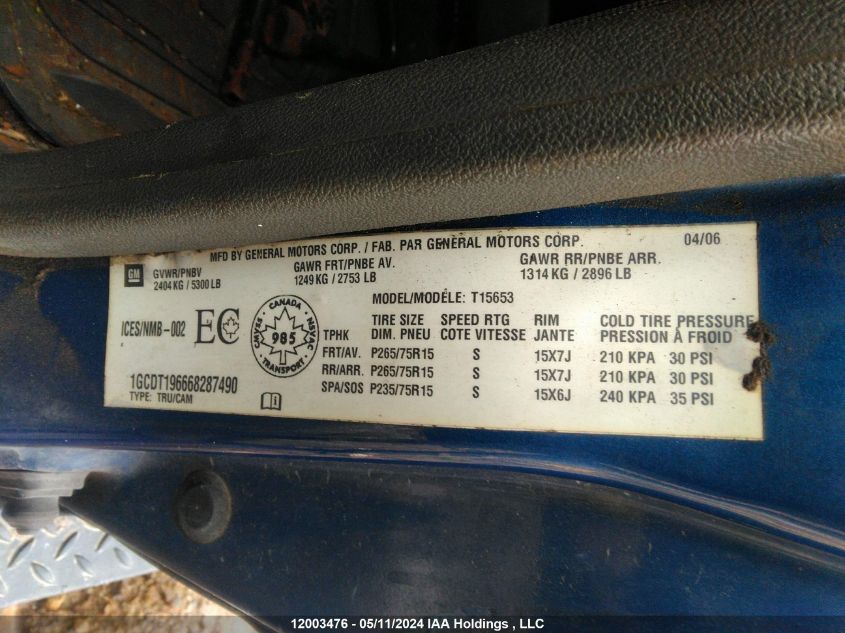 MFD BY GENERAL MOTORS CORP. / FAB. PAR GENERAL MOTORS CORP. 04/06
GM GVWR/PNBV GAWR FRT/PNBE AV. GAWR RR/PNBE ARR.
2404 KG / 5300 LB 1249 KG / 2753 LB 1314 KG / 2896 LB
MODEL/MODÈLE: T15653
ICES/NMB-002 EC
CANADA CMVSS NSVAC 985 TRANSPORT
TPHK TIRE SIZE SPEED RTG RIM COLD TIRE PRESSURE
DIM. PNEU COTE VITESSE JANTE PRESSION À FROID
FRT/AV. P265/75R15 S 15X7J 210 KPA 30 PSI
RR/ARR. P265/75R15 S 15X7J 210 KPA 30 PSI
SPA/SOS P235/75R15 S 15X6J 240 KPA 35 PSI
1GCDT196668287490
TYPE: TRU/CAM
i
12003476 - 05/11/2024 IAA Holdings , LLC